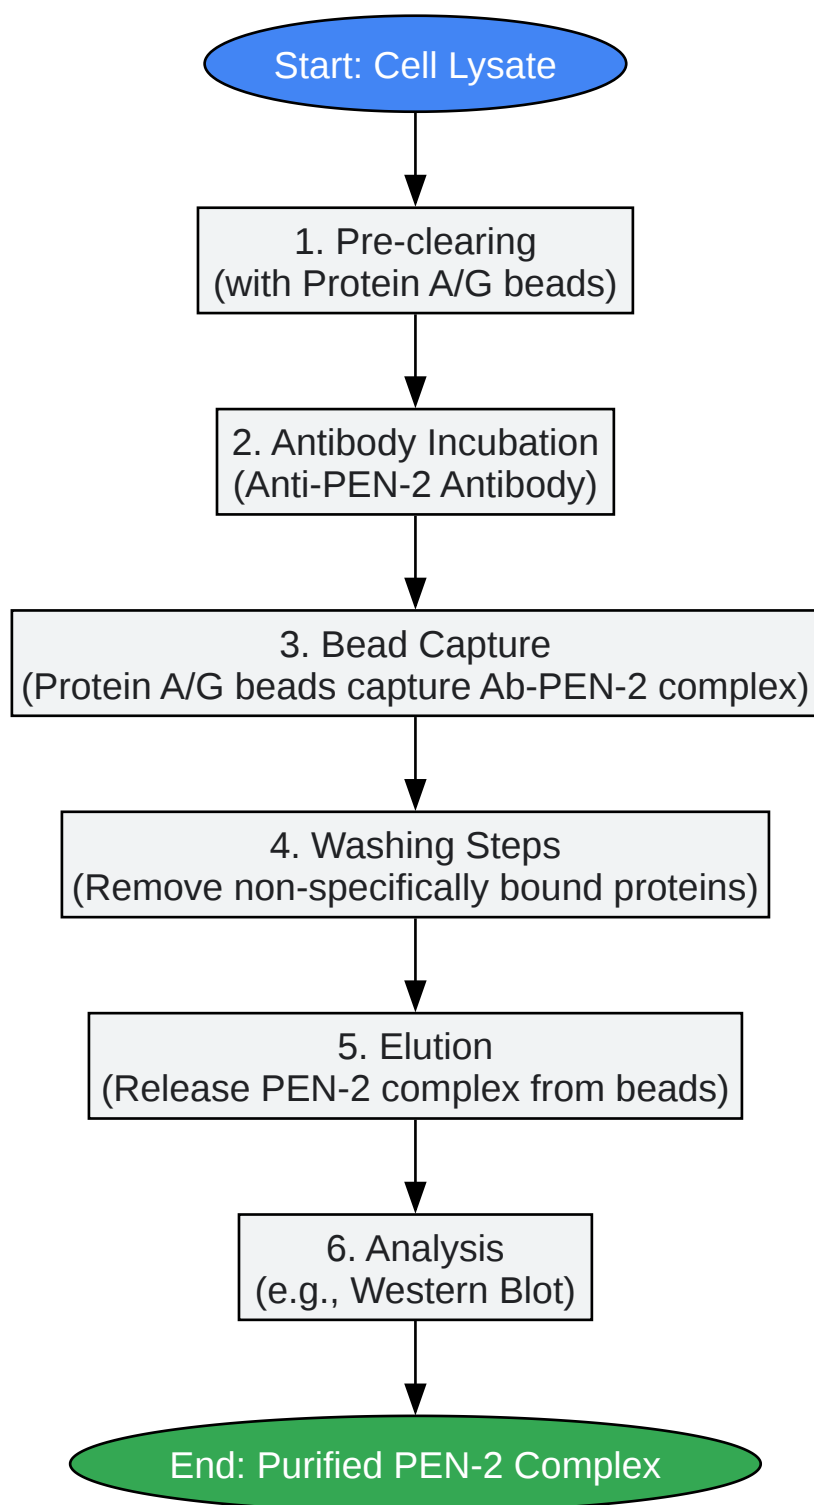 Start: Cell Lysate
1. Pre-clearing
(with Protein A/G beads)
2. Antibody Incubation
(Anti-PEN-2 Antibody)
3. Bead Capture
(Protein A/G beads capture Ab-PEN-2 complex)
4. Washing Steps
(Remove non-specifically bound proteins)
5. Elution
(Release PEN-2 complex from beads)
6. Analysis
(e.g., Western Blot)
End: Purified PEN-2 Complex